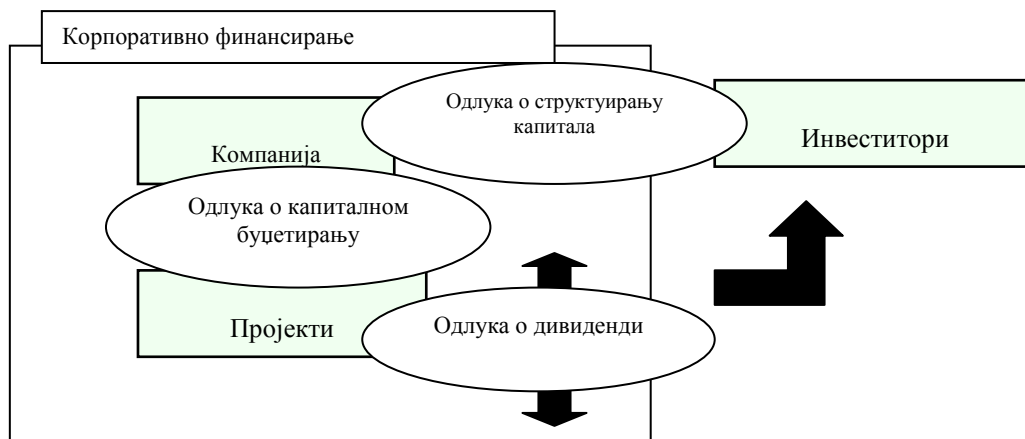 Корпоративно финансирање
Одлука о структуирању
капитала
Инвеститори
Компанија
Одлука о капиталном
буџетирању
Пројекти
Одлука о дивиденди